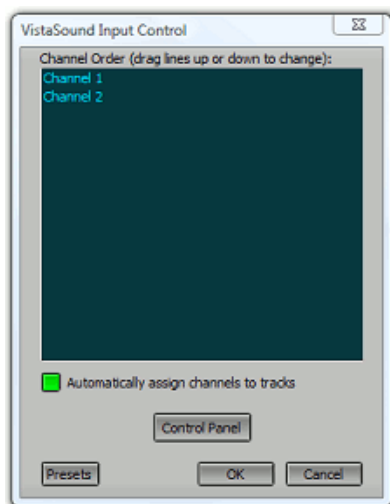 VistaSound Input Control
Channel Order (drag lines up or down to change):
Channel 1
Channel 2
Automatically assign channels to tracks
Control Panel
Presets
OK
Cancel